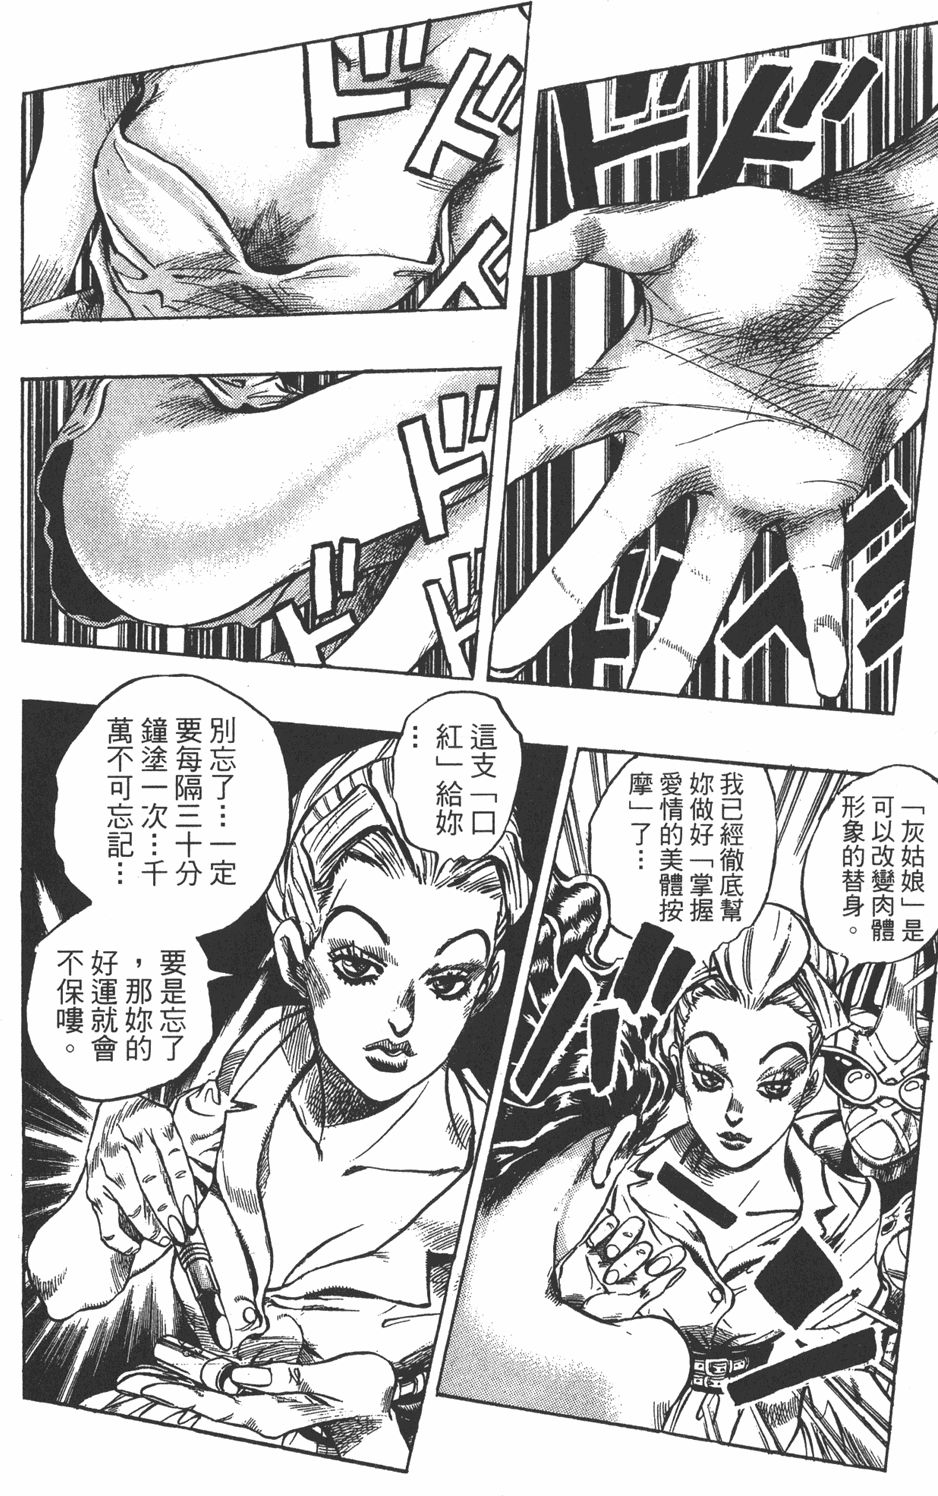 ドドドド
ドド
ドド
ドド
「灰姑娘」是
可以改變肉體
形象的替身。
我已經徹底幫
妳做好「掌握
愛情的美體按
摩」了…
這支「口
紅」給妳
…
別忘了…一定
要每隔三十分
鐘塗一次…千
萬不可忘記…
要是忘了
，那妳的
好運就會
不保嘍。